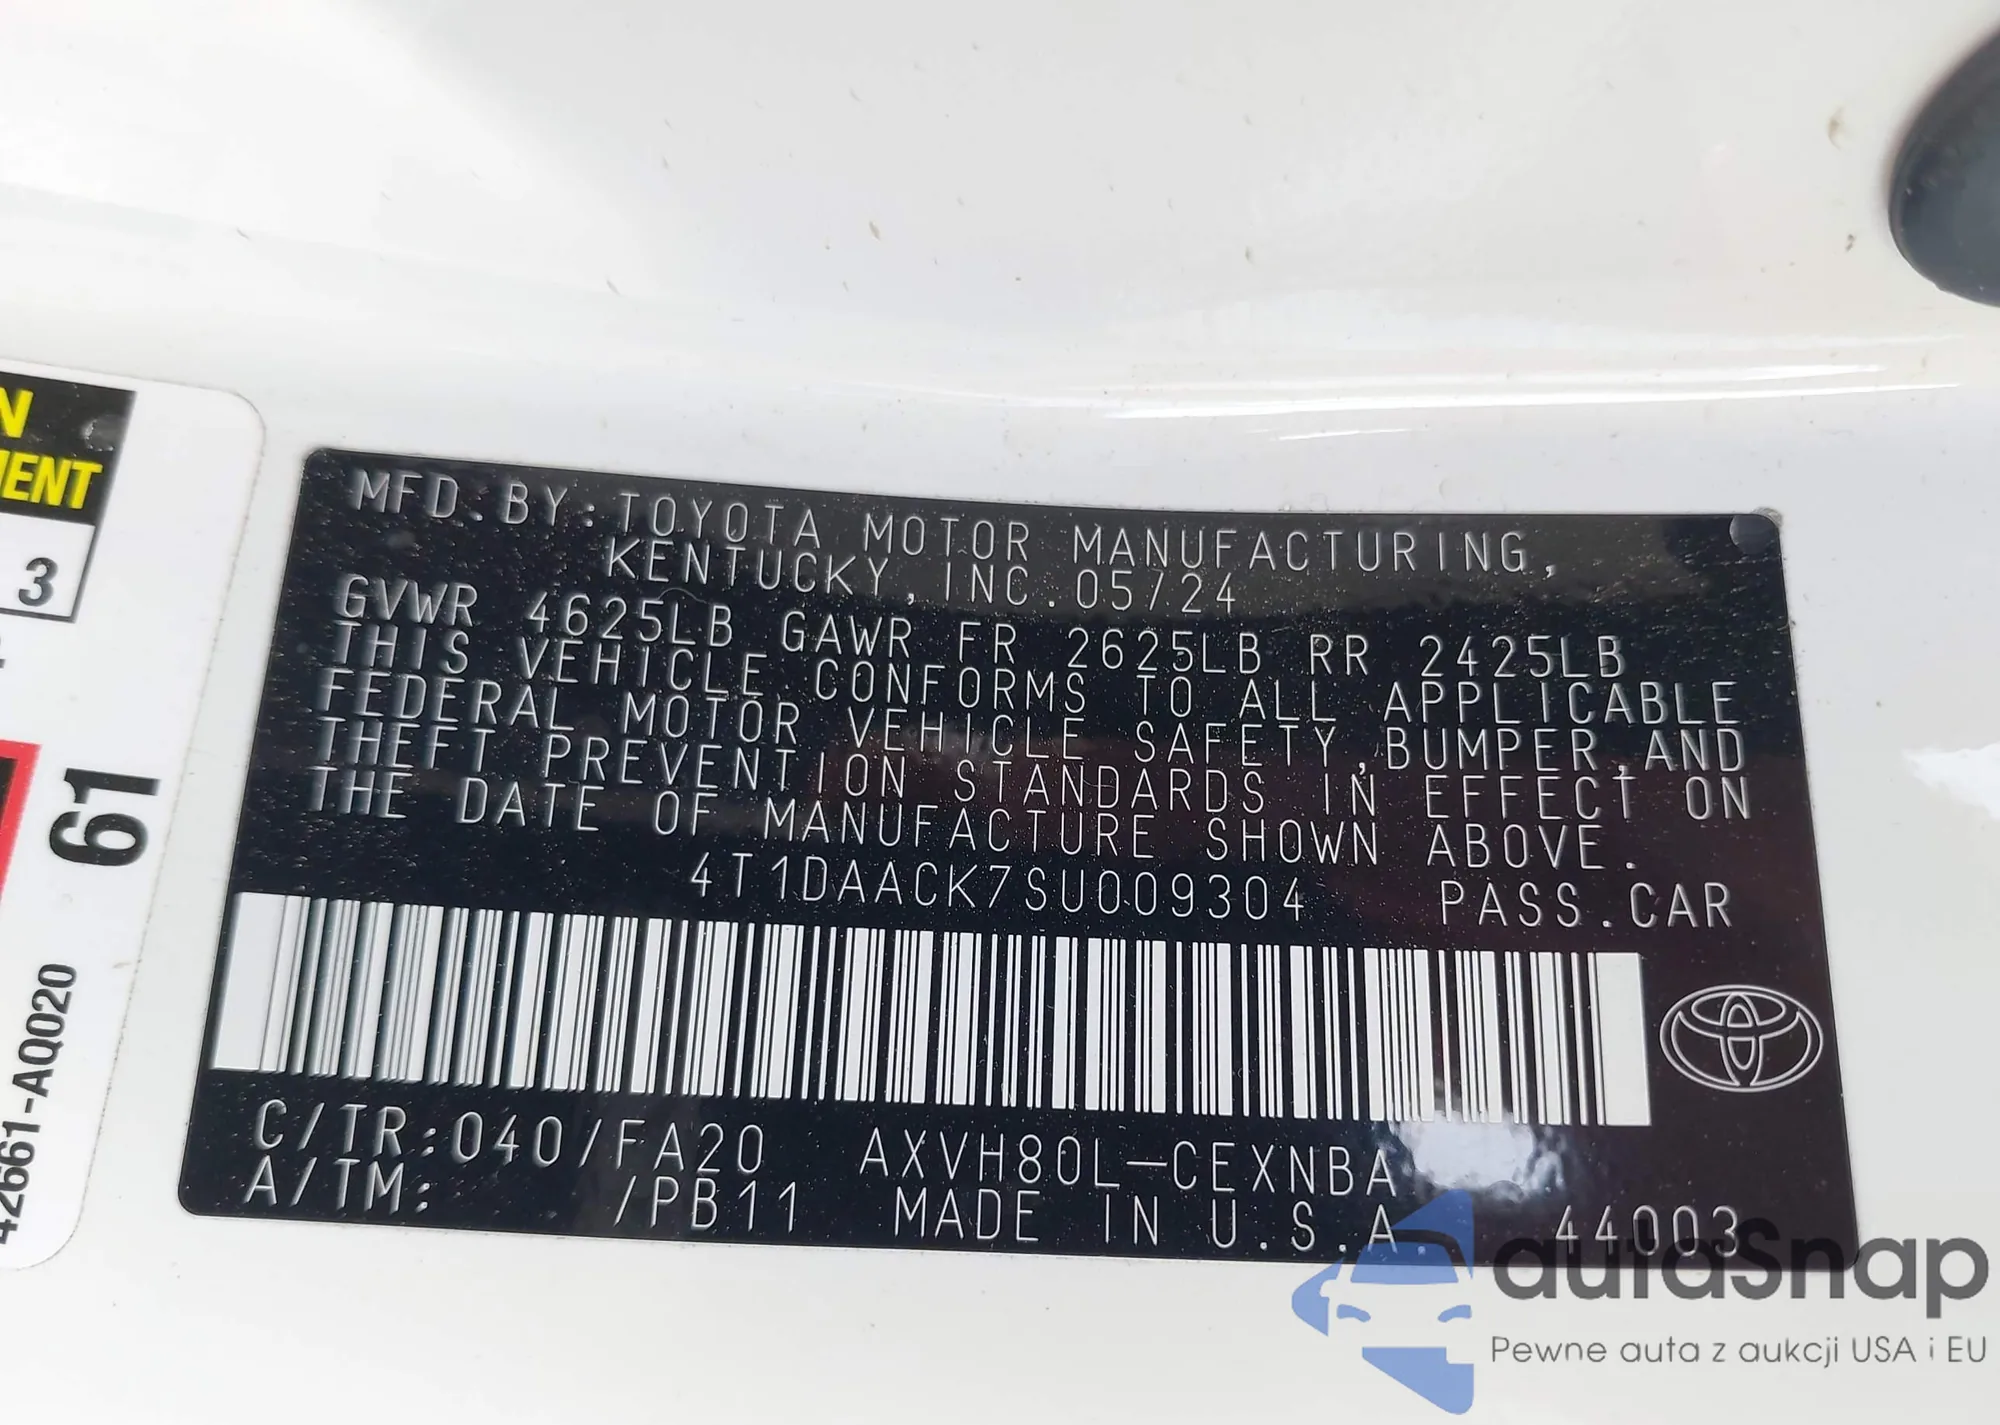 N
MENT
3
61
42661-AQ020
MFD.BY:TOYOTA MOTOR MANUFACTURING,
KENTUCKY,INC.05/24
GVWR 4625LB GAWR FR 2625LB RR 2425LB
THIS VEHICLE CONFORMS TO ALL APPLICABLE
FEDERAL MOTOR VEHICLE SAFETY,BUMPER,AND
THEFT PREVENTION STANDARDS IN EFFECT ON
THE DATE OF MANUFACTURE SHOWN ABOVE.
4T1DAACK7SU009304 PASS.CAR
C/TR:040/FA20 AXVH80L-CEXNBA
A/TM: /PB11 MADE IN U.S.A. 44003
autaSnap
Pewne auta z aukcji USA i EU